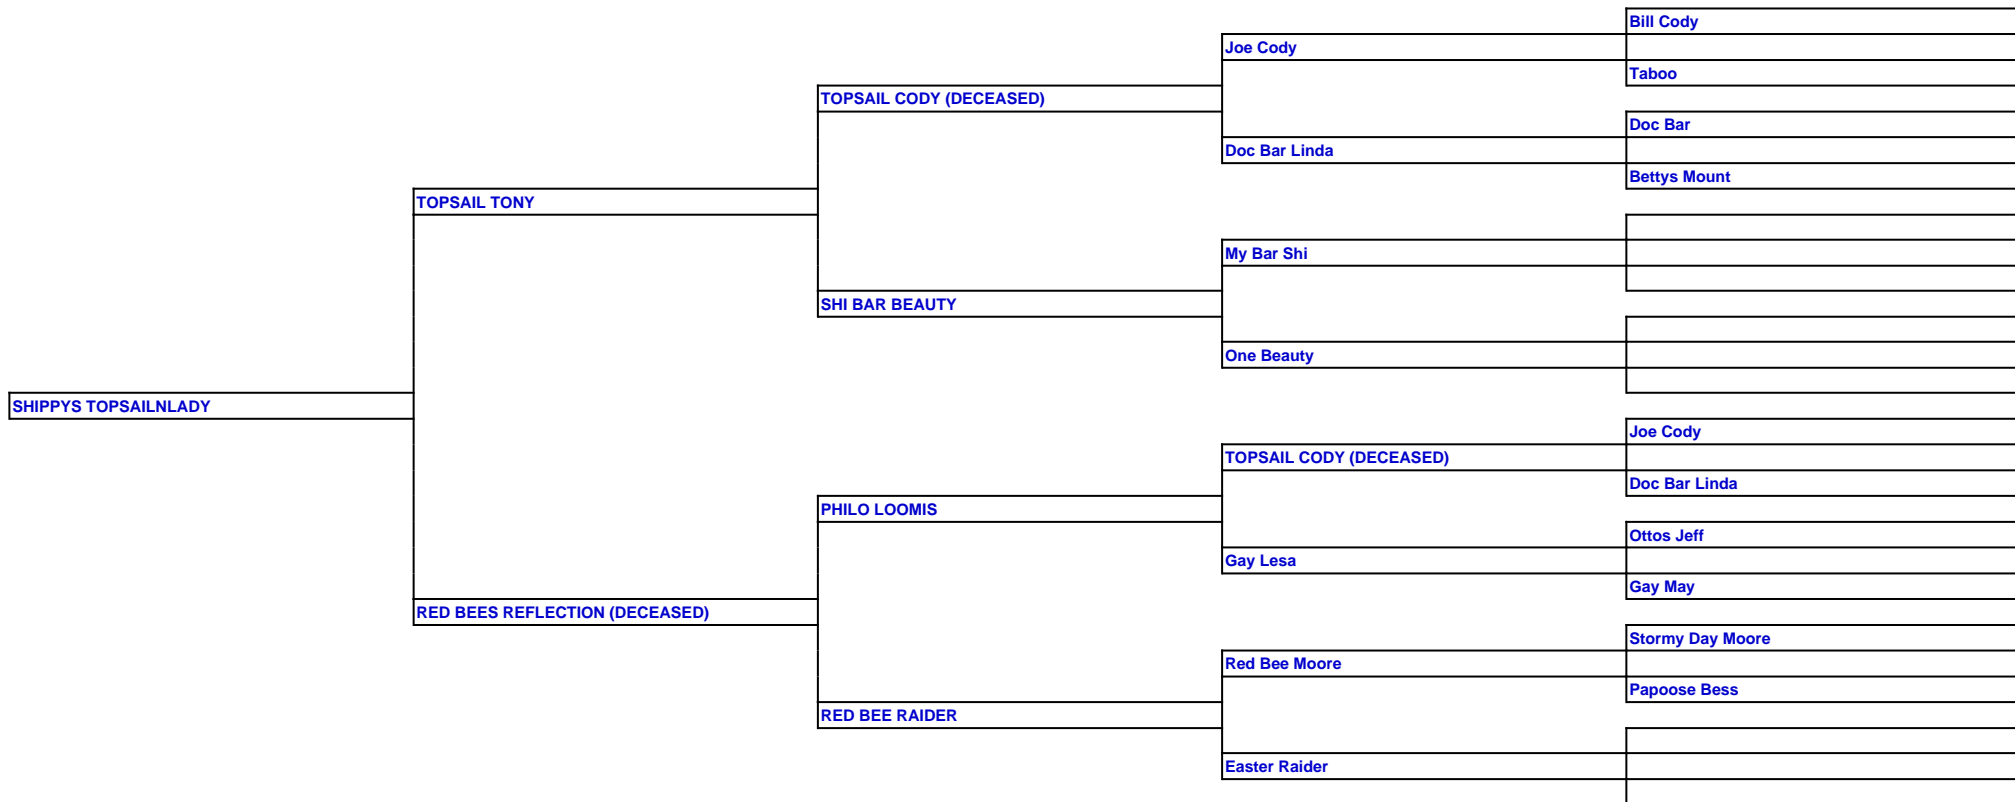 Bill Cody
Joe Cody
Taboo
TOPSAIL CODY (DECEASED)
Doc Bar
Doc Bar Linda
Bettys Mount
TOPSAIL TONY
My Bar Shi
SHI BAR BEAUTY
One Beauty
SHIPPYS TOPSAILNLADY
Joe Cody
TOPSAIL CODY (DECEASED)
Doc Bar Linda
PHILO LOOMIS
Ottos Jeff
Gay Lesa
Gay May
RED BEES REFLECTION (DECEASED)
Stormy Day Moore
Red Bee Moore
Papoose Bess
RED BEE RAIDER
Easter Raider